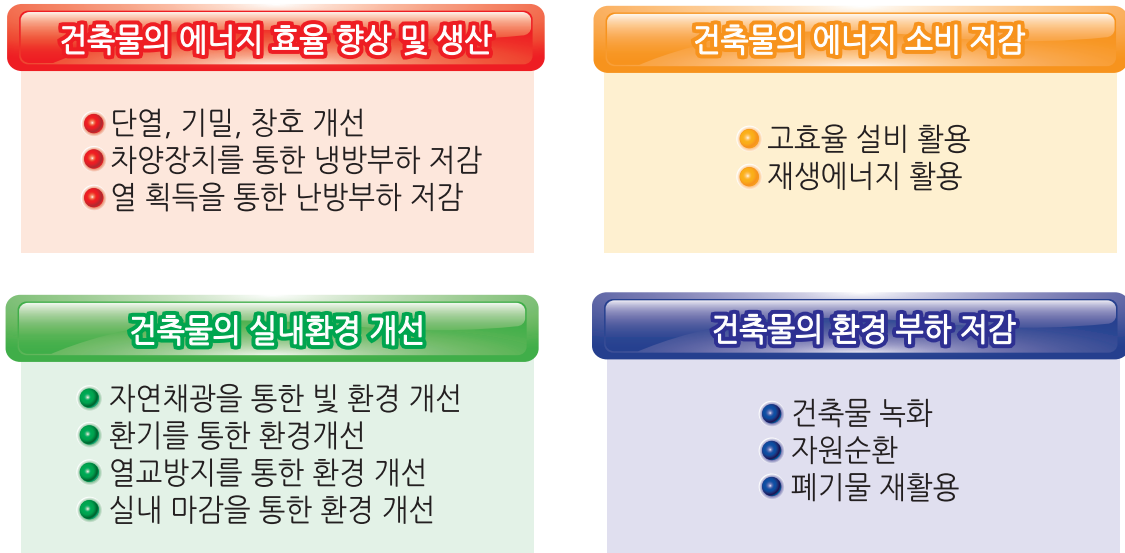 건축물의 에너지 효율 향상 및 생산
단열, 기밀, 창호 개선
차양장치를 통한 냉방부하 저감
열 획득을 통한 난방부하 저감
건축물의 에너지 소비 저감
고효율 설비 활용
재생에너지 활용
건축물의 실내환경 개선
자연채광을 통한 빛 환경 개선
환기를 통한 환경개선
열교방지를 통한 환경 개선
실내 마감을 통한 환경 개선
건축물의 환경 부하 저감
건축물 녹화
자원순환
폐기물 재활용